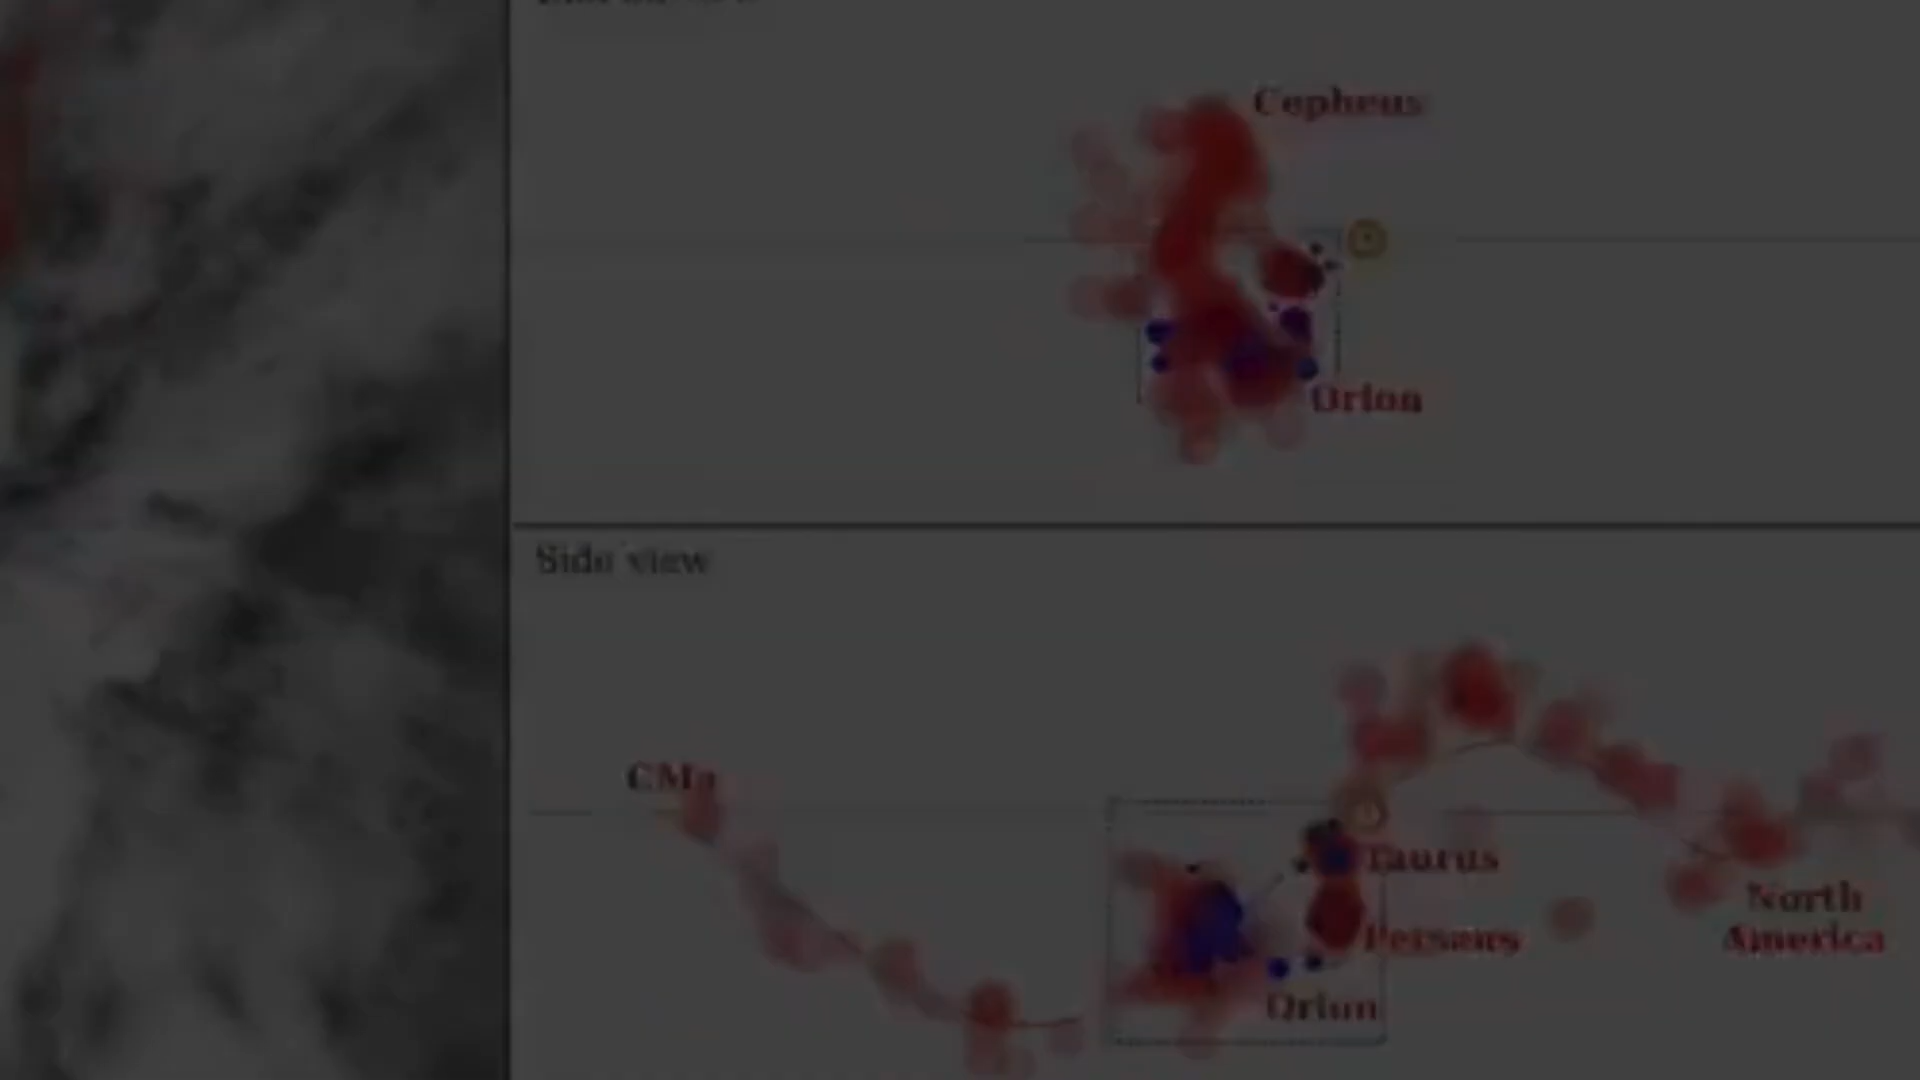 Cepheus
Orion
Side view
CMa
Taurus
Perseus
North
America
Orion